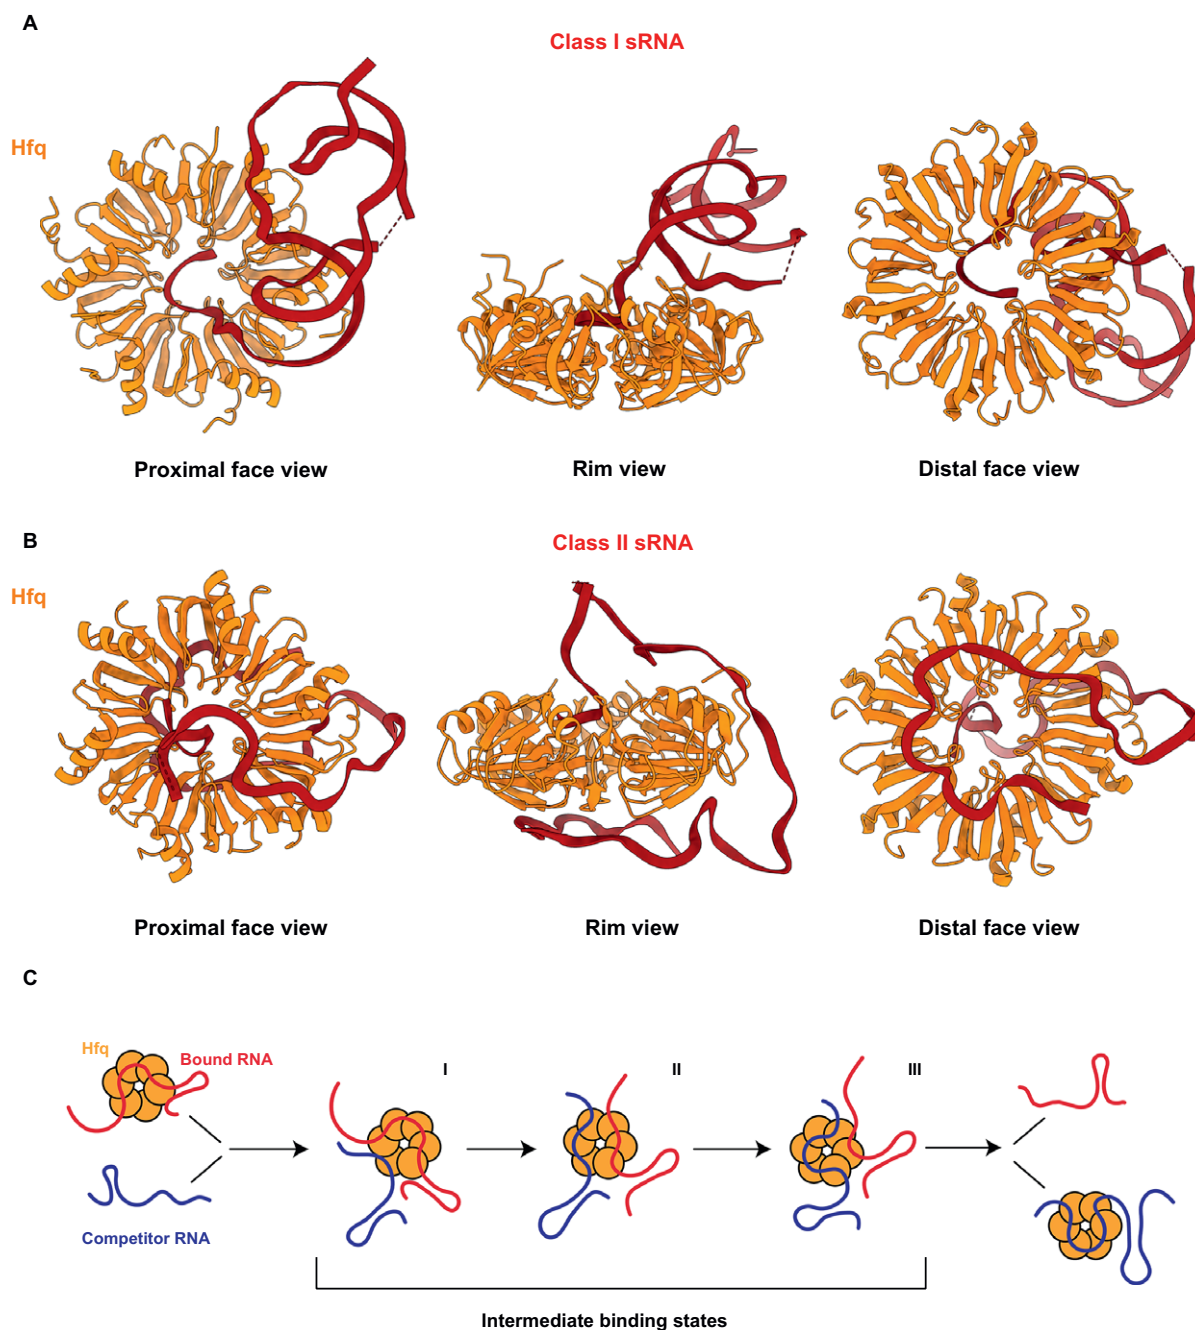 A
Class I sRNA
Hfq
Proximal face view
Rim view
Distal face view
B
Class II sRNA
Hfq
Proximal face view
Rim view
Distal face view
C
Hfq
Bound RNA
Competitor RNA
I
II
III
Intermediate binding states